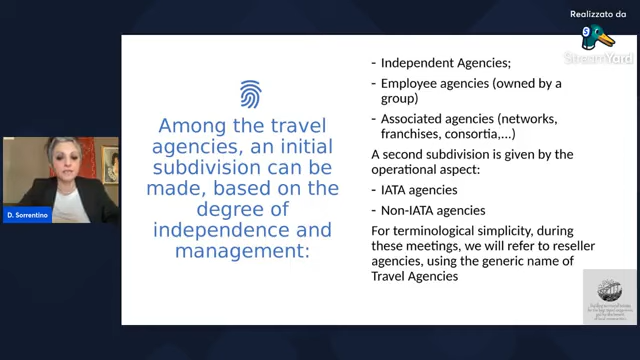 Realizzato da
StreamYard
Among the travel
agencies, an initial
subdivision can be
made, based on the
degree of
independence and
management:
- Independent Agencies;
- Employee agencies (owned by a
group)
- Associated agencies (networks,
franchises, consortia,...)
A second subdivision is given by the
operational aspect:
- IATA agencies
- Non-IATA agencies
For terminological simplicity, during
these meetings, we will refer to reseller
agencies, using the generic name of
Travel Agencies
D. Sorrentino